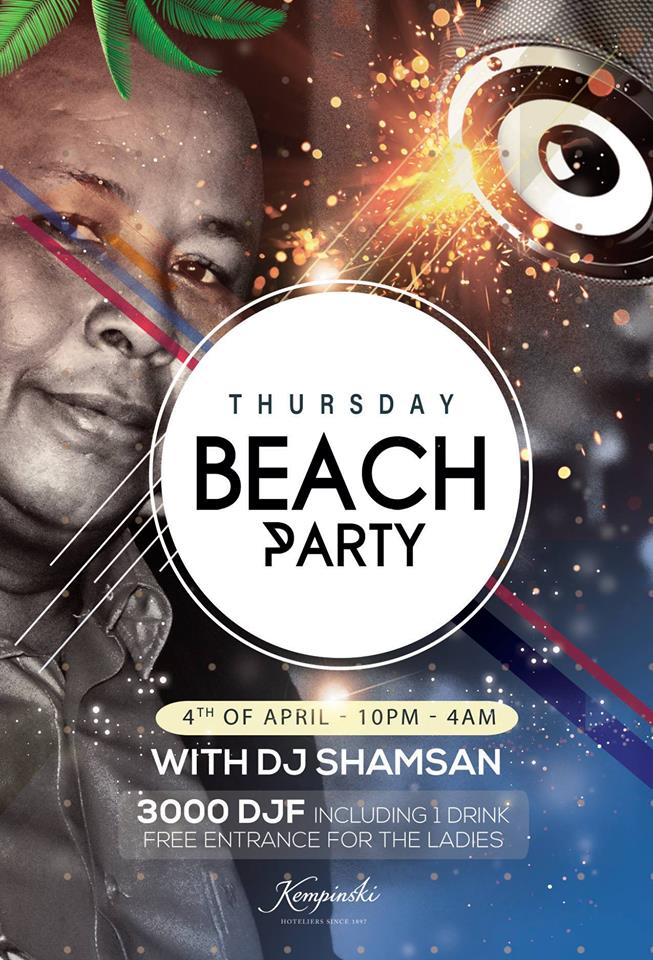 THURSDAY
BEACH
PARTY
4TH OF APRIL - 10PM - 4AM
WITH DJ SHAMSAN
3000 DJF INCLUDING 1 DRINK
FREE ENTRANCE FOR THE LADIES
Kempinski
HOTELIERS SINCE 1897